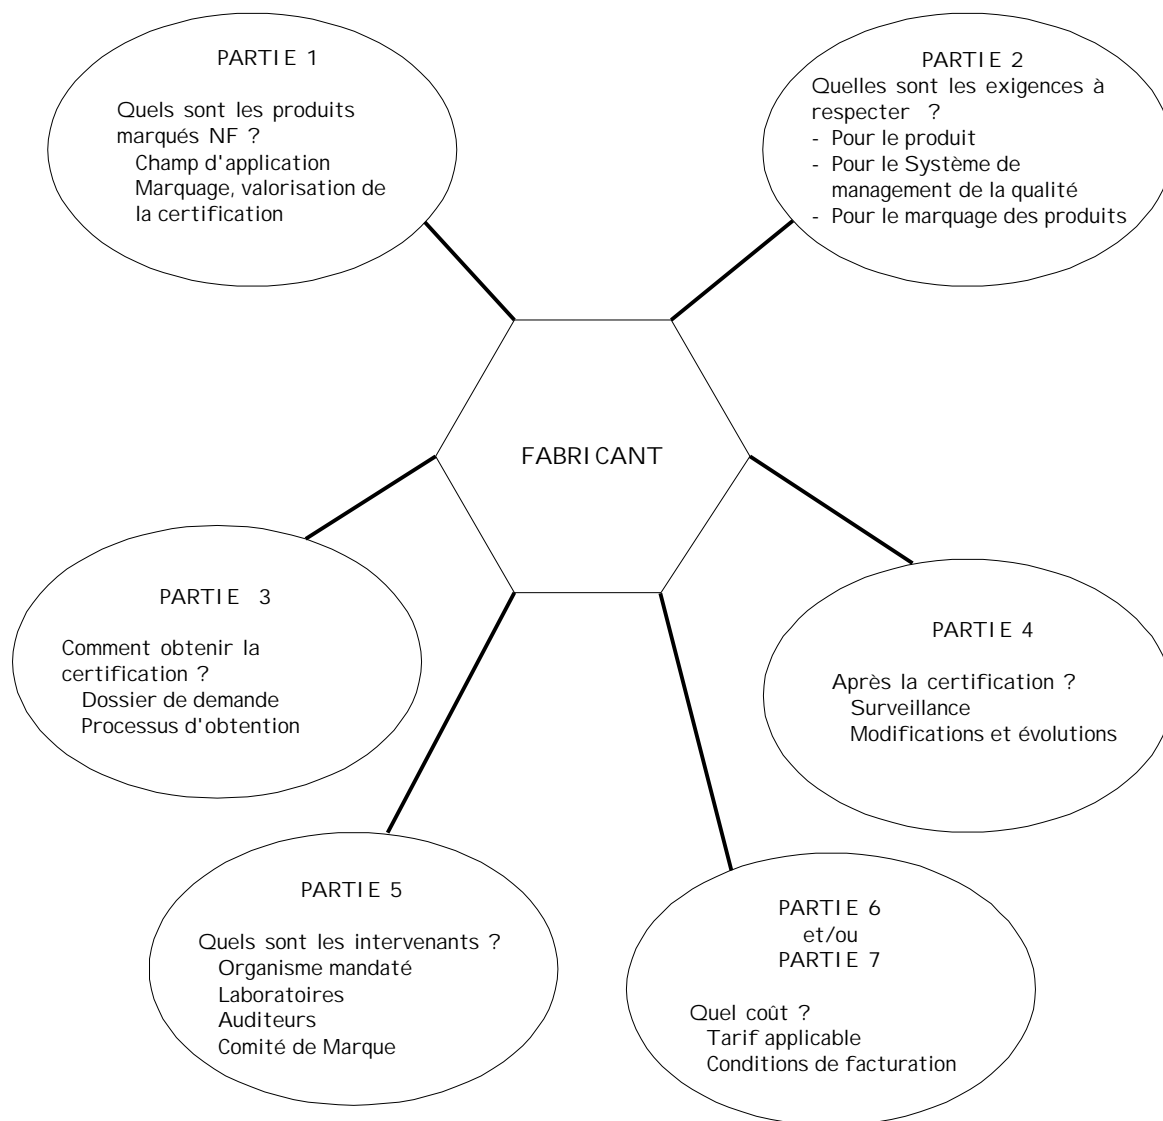 PARTIE 1
Quels sont les produits
marqués NF ?
Champ d'application
Marquage, valorisation de
la certification
PARTIE 2
Quelles sont les exigences à
respecter ?
- Pour le produit
- Pour le Système de
management de la qualité
- Pour le marquage des produits
FABRICANT
PARTIE 3
Comment obtenir la
certification ?
Dossier de demande
Processus d'obtention
PARTIE 4
Après la certification ?
Surveillance
Modifications et évolutions
PARTIE 5
Quels sont les intervenants ?
Organisme mandaté
Laboratoires
Auditeurs
Comité de Marque
PARTIE 6
et/ou
PARTIE 7
Quel coût ?
Tarif applicable
Conditions de facturation